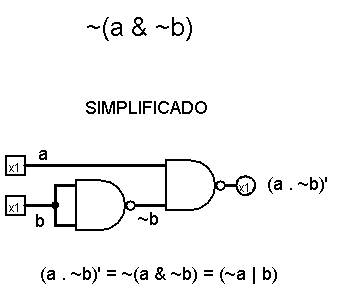 ~(a & ~b)
SIMPLIFICADO
a
x1
x1
b
~b
x1
(a . ~b)'
(a . ~b)' = ~(a & ~b) = (~a | b)